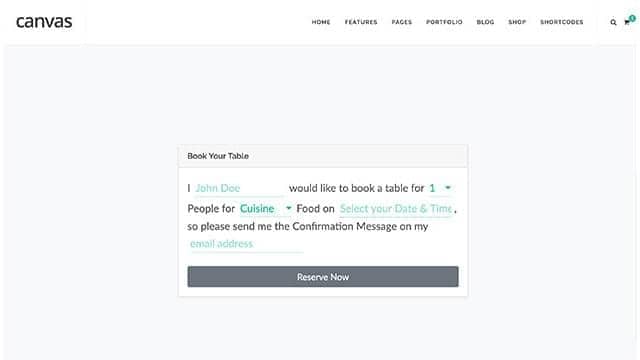 canvas HOME FEATURES PAGES PORTFOLIO BLOG SHOP SHORTCODES
Book Your Table
I John Doe would like to book a table for 1
People for Cuisine Food on Select your Date & Time,
so please send me the Confirmation Message on my
email address
Reserve Now